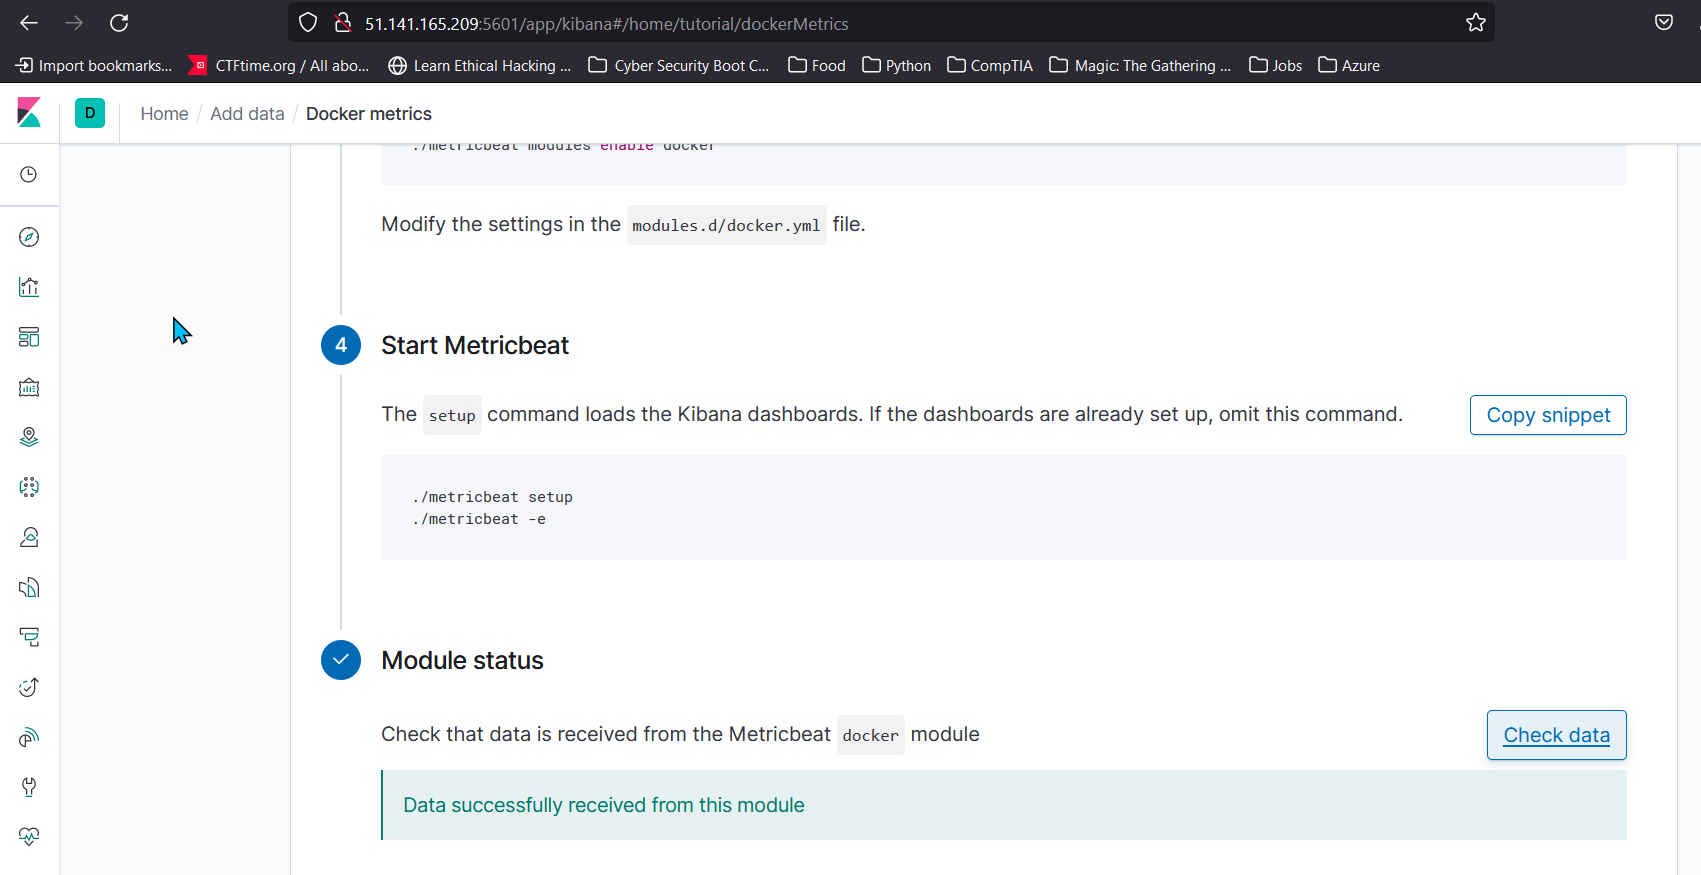 51.141.165.209:5601/app/kibana#/home/tutorial/dockerMetrics
Import bookmarks... CTFtime.org / All abo... Learn Ethical Hacking ... Cyber Security Boot C... Food Python CompTIA Magic: The Gathering ... Jobs Azure
D Home / Add data / Docker metrics
./metricbeat modules enable docker
Modify the settings in the modules.d/docker.yml file.
4 Start Metricbeat
The setup command loads the Kibana dashboards. If the dashboards are already set up, omit this command. Copy snippet
./metricbeat setup
./metricbeat -e
Module status
Check that data is received from the Metricbeat docker module Check data
Data successfully received from this module